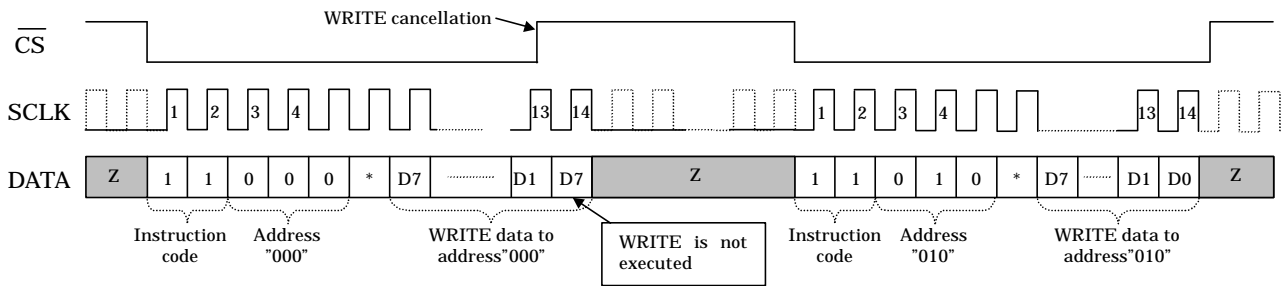 WRITE cancellation
CS
SCLK 1 2 3 4 13 14 1 2 3 4 13 14
DATA Z 1 1 0 0 0 * D7 D1 D7 Z 1 1 0 1 0 * D7 D1 D0 Z
Instruction code
Address "000"
WRITE data to address"000"
WRITE is not executed
Instruction code
Address "010"
WRITE data to address"010"